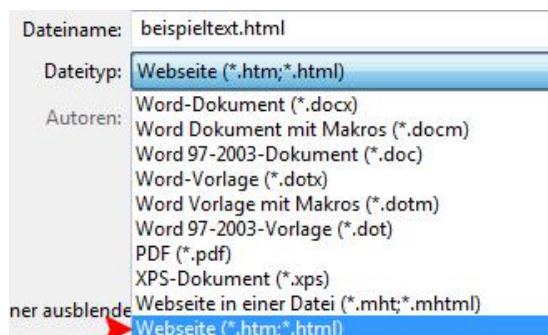 Dateiname: beispieltext.html
Dateityp: Webseite (*.htm;*.html)
Autoren:
Word-Dokument (*.docx)
Word Dokument mit Makros (*.docm)
Word 97-2003-Dokument (*.doc)
Word-Vorlage (*.dotx)
Word Vorlage mit Makros (*.dotm)
Word 97-2003-Vorlage (*.dot)
PDF (*.pdf)
XPS-Dokument (*.xps)
ner ausblende
Webseite in einer Datei (*.mht;*.mhtml)
Webseite (*.htm;*.html)